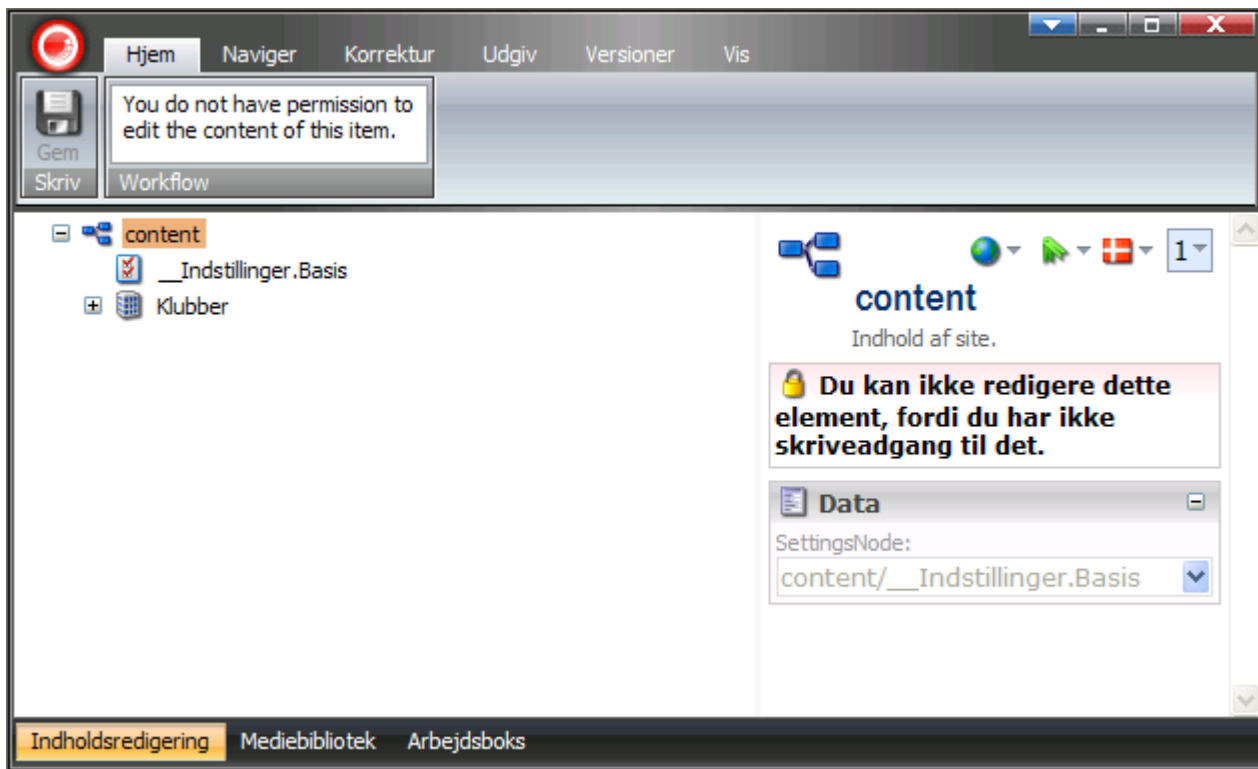 Hjem Naviger Korrektur Udgiv Versioner Vis
You do not have permission to
edit the content of this item.
Gem
Skriv Workflow
content
__Indstillinger.Basis
Klubber
1
content
Indhold af site.
Du kan ikke redigere dette
element, fordi du har ikke
skriveadgang til det.
Data
SettingsNode:
content/__Indstillinger.Basis
Indholdsredigering Mediebibliotek Arbejdsboks